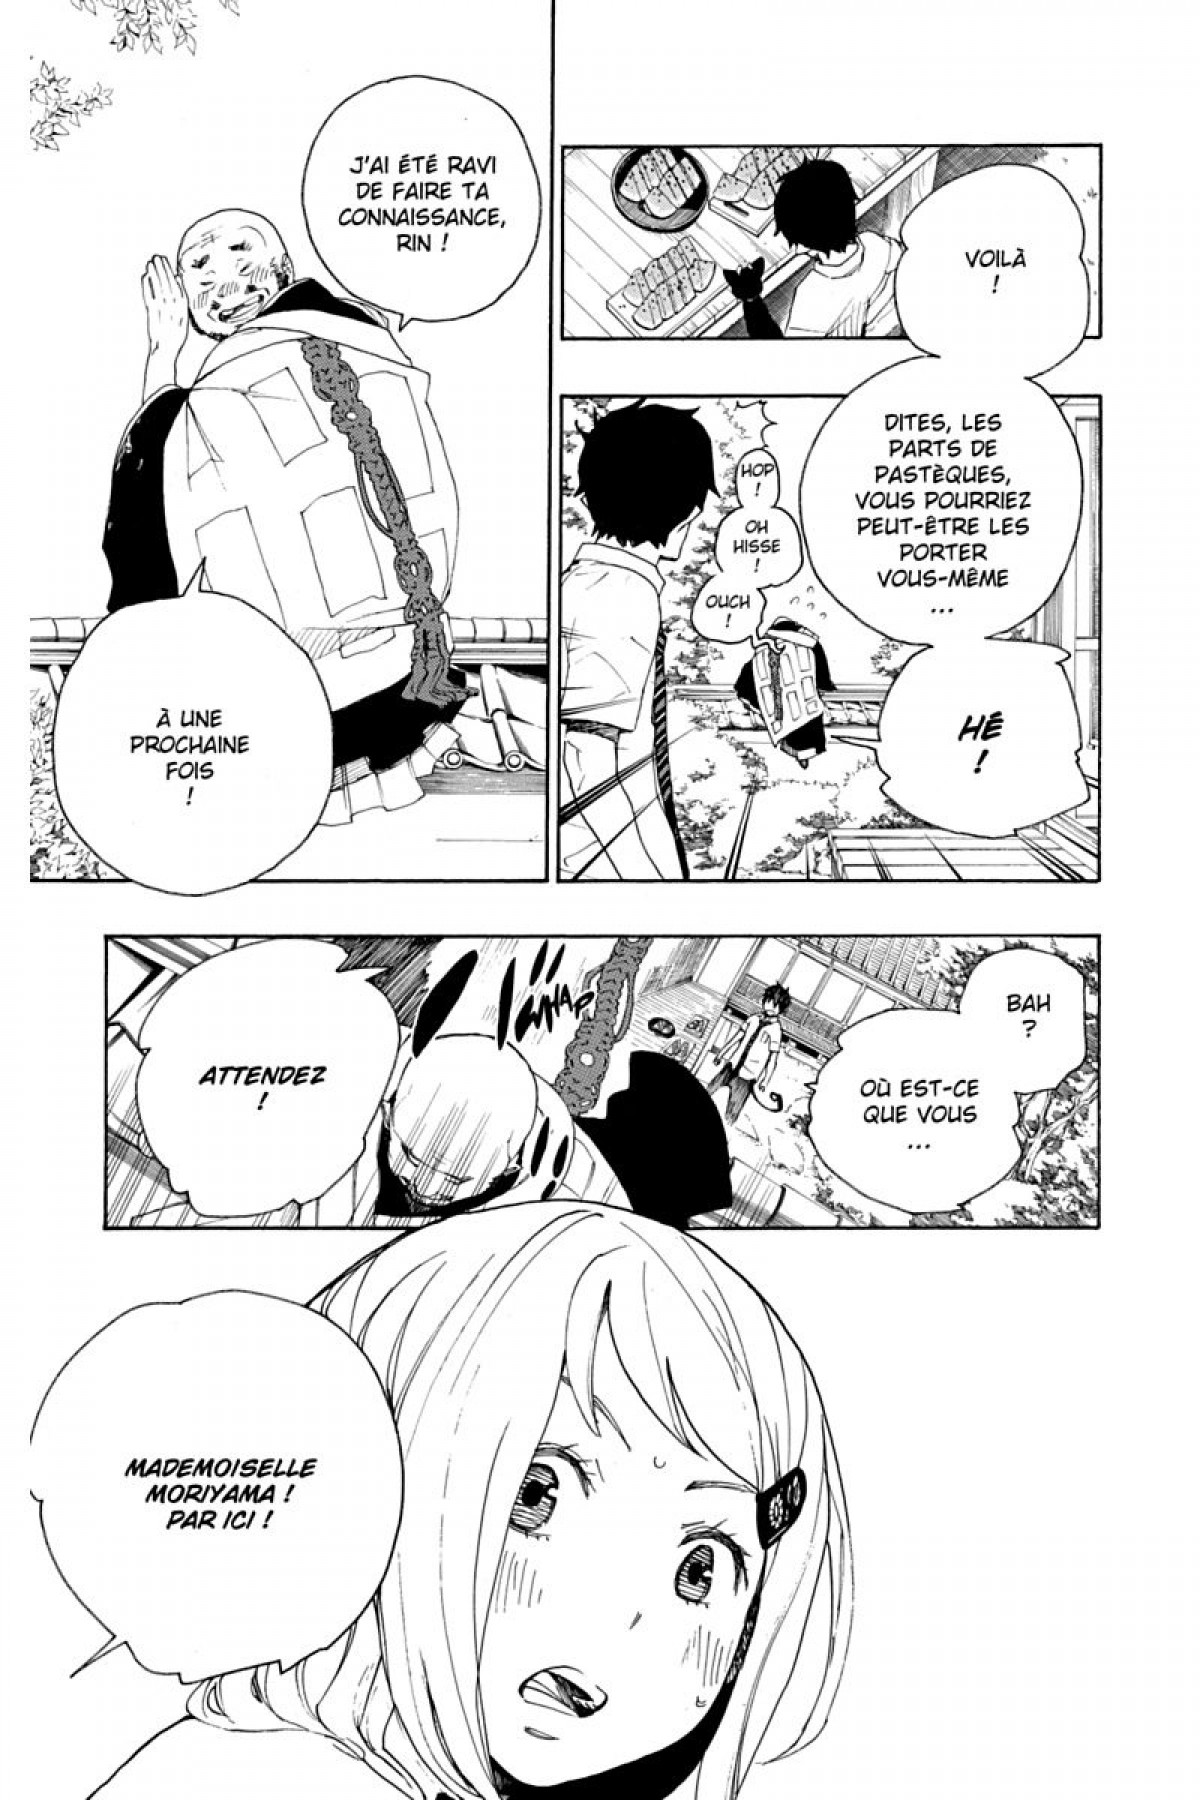 VOILÀ
!
DITES, LES
PARTS DE
PASTÈQUES,
VOUS POURRIEZ
PEUT-ÊTRE LES
PORTER
VOUS-MÊME
...
HÉ
!
HOP
!
OH
HISSE
!
OUCH
!
J'AI ÉTÉ RAVI
DE FAIRE TA
CONNAISSANCE,
RIN !
À UNE
PROCHAINE
FOIS
!
BAH
?
OÙ EST-CE
QUE VOUS
...
WHAP
ATTENDEZ
!
MADEMOISELLE
MORIYAMA !
PAR ICI !